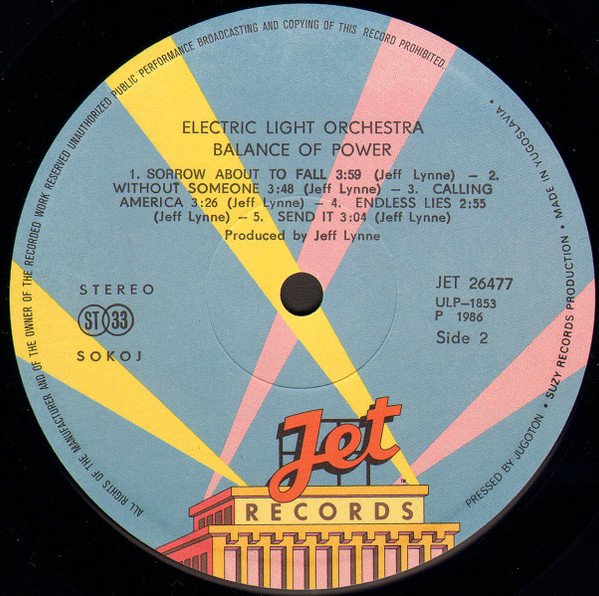 ALL RIGHTS OF THE MANUFACTURER AND OF THE OWNER OF THE RECORDED WORK RESERVED UNAUTHORIZED PUBLIC PERFORMANCE BROADCASTING AND COPYING OF THIS RECORD PROHIBITED.
ELECTRIC LIGHT ORCHESTRA
BALANCE OF POWER
1. SORROW ABOUT TO FALL 3:59 (Jeff Lynne) – 2.
WITHOUT SOMEONE 3:48 (Jeff Lynne) – 3. CALLING
AMERICA 3:26 (Jeff Lynne) – 4. ENDLESS LIES 2:55
(Jeff Lynne) – 5. SEND IT 3:04 (Jeff Lynne)
Produced by Jeff Lynne
STEREO
ST 33
SOKOJ
JET 26477
ULP–1853
P 1986
Side 2
PRESSED BY JUGOTON • SUZY RECORDS PRODUCTION • MADE IN YUGOSLAVIA •
Jet
TM
RECORDS